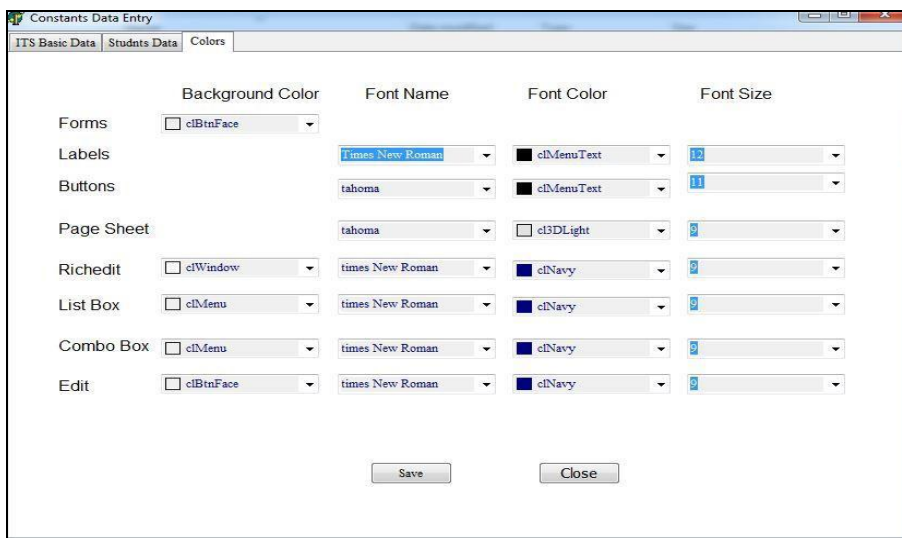 Constants Data Entry
ITS Basic Data Studnts Data Colors
Background Color Font Name Font Color Font Size
Forms clBtnFace
Labels Times New Roman clMenuText 12
Buttons tahoma clMenuText 11
Page Sheet tahoma cl3DLight 9
Richedit clWindow times New Roman clNavy 9
List Box clMenu times New Roman clNavy 9
Combo Box clMenu times New Roman clNavy 9
Edit clBtnFace times New Roman clNavy 9
Save Close